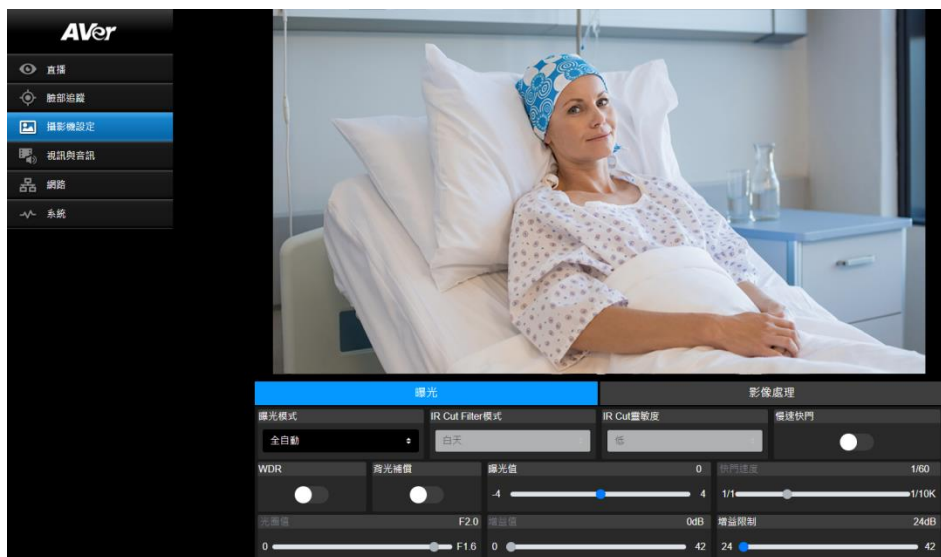 AVer
直播
臉部追蹤
攝影機設定
視訊與音訊
網路
系統
曝光 影像處理
曝光模式 IR Cut Filter模式 IR Cut靈敏度 慢速快門
全自動 白天 低
WDR 背光補償 曝光值 0 快門速度 1/60
-4 4 1/1 1/10K
光圈值 F2.0 增益值 0dB 增益限制 24dB
0 F1.6 0 42 24 42